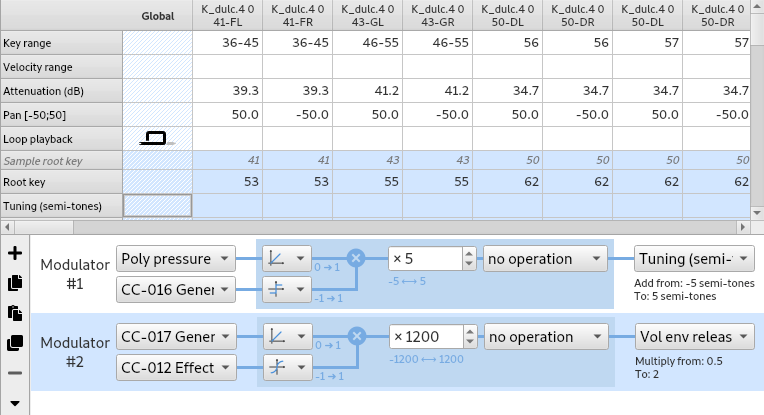 Global K_dulc.4 0 K_dulc.4 0 K_dulc.4 0 K_dulc.4 0 K_dulc.4 0 K_dulc.4 0 K_dulc.4 0 K_dulc.4 0
41-FL 41-FR 43-GL 43-GR 50-DL 50-DR 50-DL 50-DR
Key range 36-45 36-45 46-55 46-55 56 56 57 57
Velocity range
Attenuation (dB) 39.3 39.3 41.2 41.2 34.7 34.7 34.7 34.7
Pan [-50;50] 50.0 -50.0 50.0 -50.0 50.0 -50.0 50.0 -50.0
Loop playback
Sample root key 41 41 43 43 50 50 50 50
Root key 53 53 55 55 62 62 62 62
Tuning (semi-tones)
Modulator
#1
Poly pressure
CC-016 Gener
0 → 1
-1 → 1
× 5
-5 ⟷ 5
no operation
Tuning (semi-
Add from: -5 semi-tones
To: 5 semi-tones
Modulator
#2
CC-017 Gener
CC-012 Effect
0 → 1
-1 → 1
× 1200
-1200 ⟷ 1200
no operation
Vol env releas
Multiply from: 0.5
To: 2